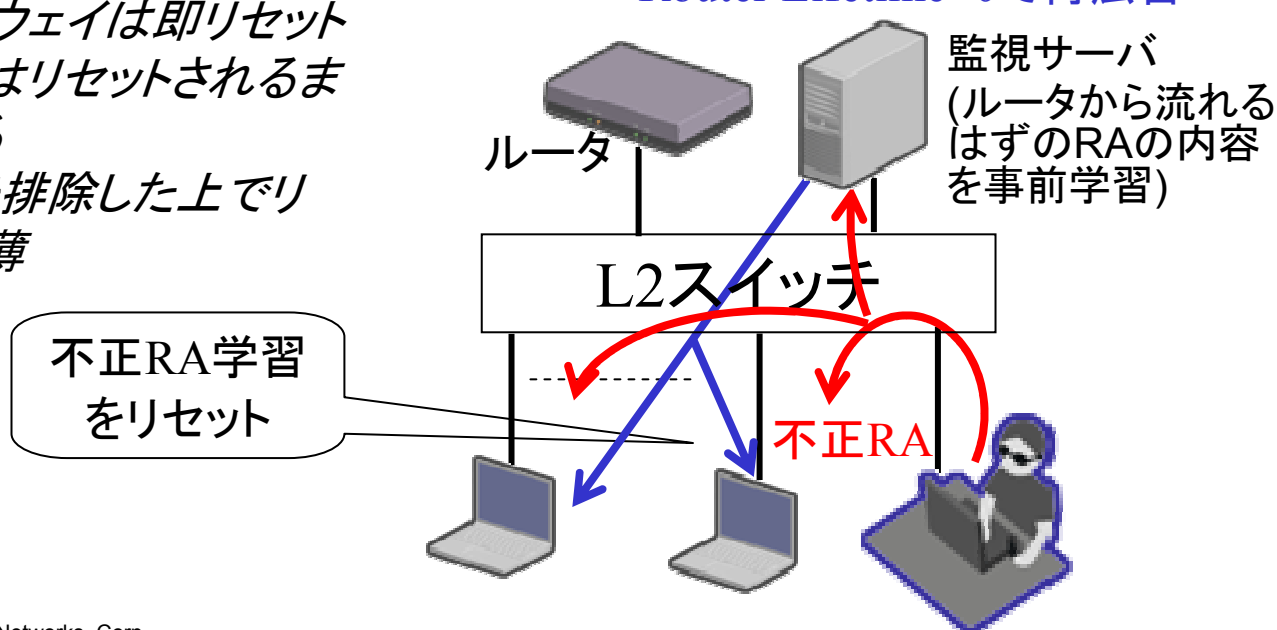 ウェイは即リセット
はリセットされるま
排除した上でリ
薄
監視サーバ
(ルータから流れる
はずのRAの内容
を事前学習)
ルータ
L2スイッチ
不正RA学習
をリセット
不正RA
Networks, Corp.